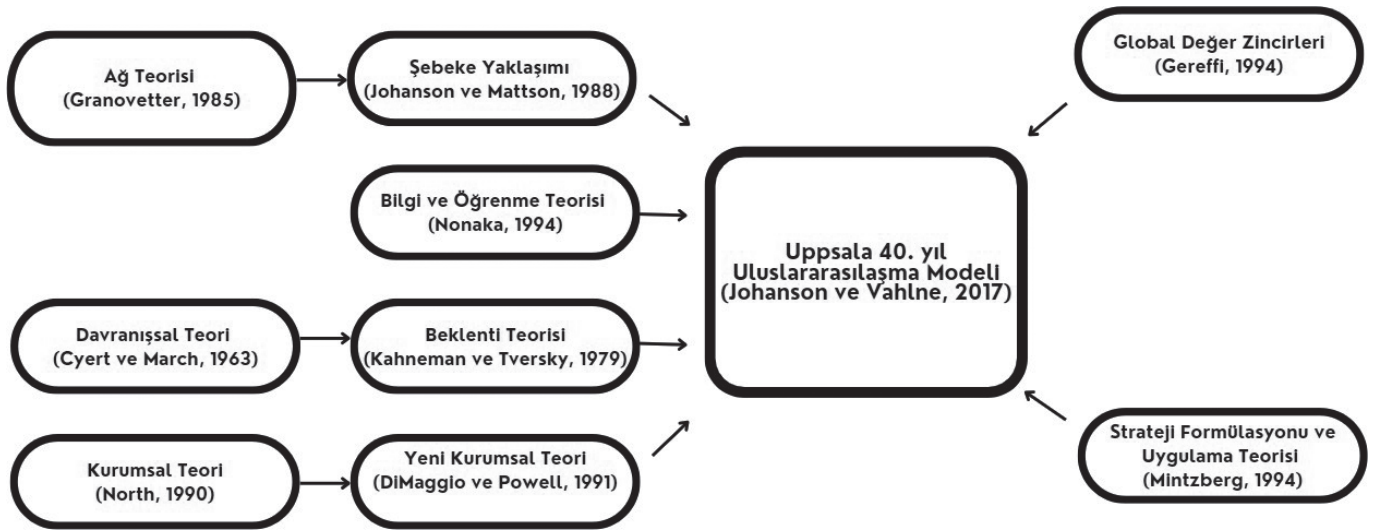 Ağ Teorisi
(Granovetter, 1985)
Şebeke Yaklaşımı
(Johanson ve Mattson, 1988)
Global Değer Zincirleri
(Gereffi, 1994)
Bilgi ve Öğrenme Teorisi
(Nonaka, 1994)
Uppsala 40. yıl
Uluslararasılaşma Modeli
(Johanson ve Vahlne, 2017)
Davranışsal Teori
(Cyert ve March, 1963)
Beklenti Teorisi
(Kahneman ve Tversky, 1979)
Kurumsal Teori
(North, 1990)
Yeni Kurumsal Teori
(DiMaggio ve Powell, 1991)
Strateji Formülasyonu ve
Uygulama Teorisi
(Mintzberg, 1994)